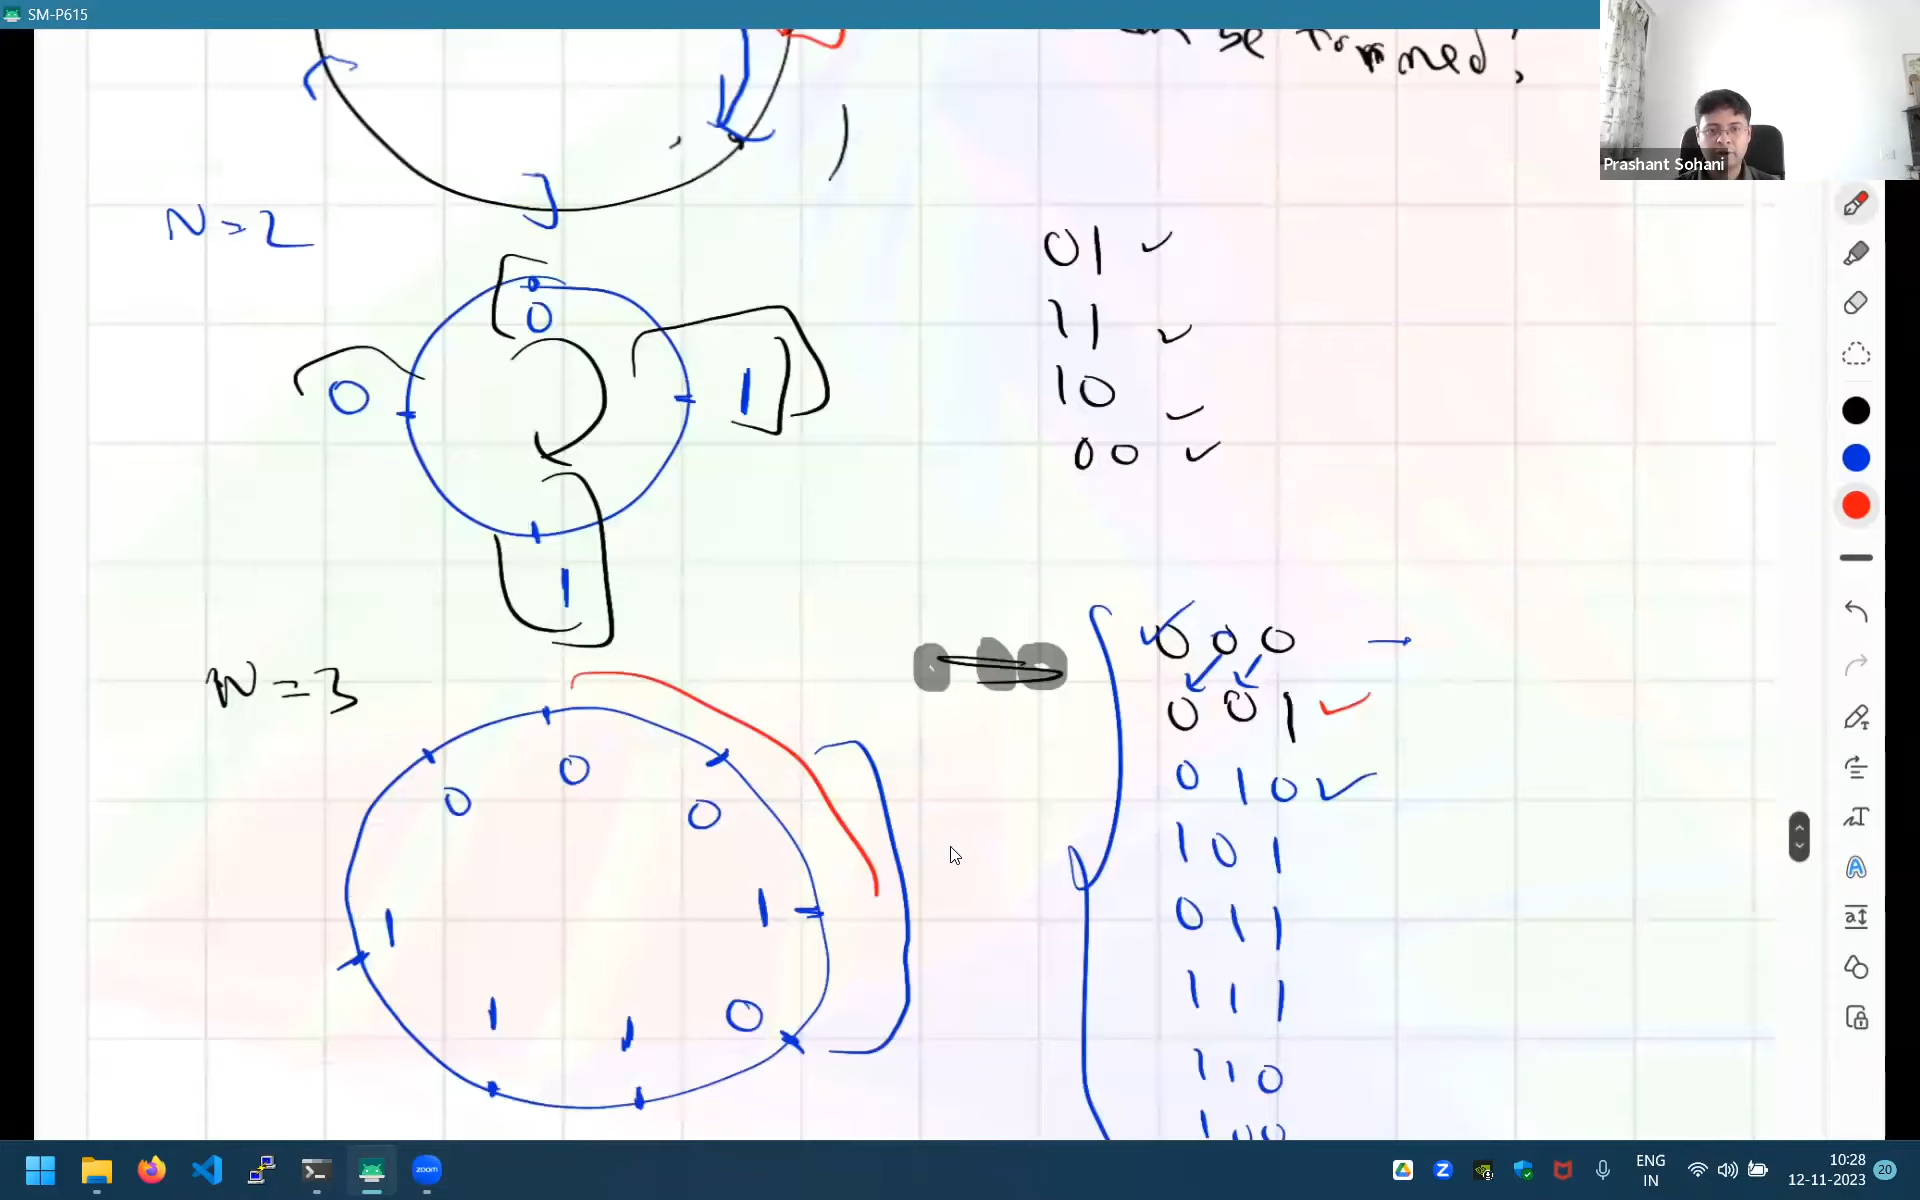 SM-P615
be formed?
Prashant Sohani
N = 2
01 ✓
11 ✓
10 ✓
00 ✓
0
0
1
1
N = 3
0
0
0
1
1
0
1
1
✓ 000 →
001 ✓
010 ✓
101
011
111
110
100
zoom
ENG
IN
10:28
12-11-2023
20